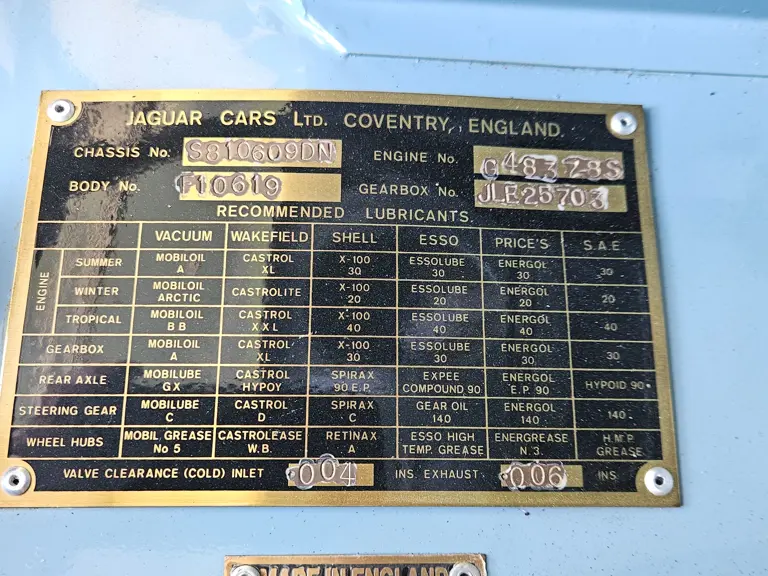 JAGUAR CARS LTD. COVENTRY, ENGLAND.
CHASSIS No. S810609DN ENGINE No. G4837-8S
BODY No. F10619 GEARBOX No. JLE25703
RECOMMENDED LUBRICANTS.
VACUUM WAKEFIELD SHELL ESSO PRICE'S S.A.E.
ENGINE
SUMMER MOBILOIL A CASTROL XL X-100 30 ESSOLUBE 30 ENERGOL 30 30
WINTER MOBILOIL ARCTIC CASTROLITE X-100 20 ESSOLUBE 20 ENERGOL 20 20
TROPICAL MOBILOIL BB CASTROL XXL X-100 40 ESSOLUBE 40 ENERGOL 40 40
GEARBOX MOBILOIL A CASTROL XL X-100 30 ESSOLUBE 30 ENERGOL 30 30
REAR AXLE MOBILUBE GX CASTROL HYPOY SPIRAX 90 E.P. EXPEE COMPOUND 90 ENERGOL E.P. 90 HYPOID 90
STEERING GEAR MOBILUBE C CASTROL D SPIRAX C GEAR OIL 140 ENERGOL 140 140
WHEEL HUBS MOBIL GREASE No 5 CASTROLEASE W.B. RETINAX A ESSO HIGH TEMP. GREASE ENERGREASE N.3. H.M.P. GREASE
VALVE CLEARANCE (COLD) INLET .004 INS. EXHAUST .006 INS.
MADE IN ENGLAND